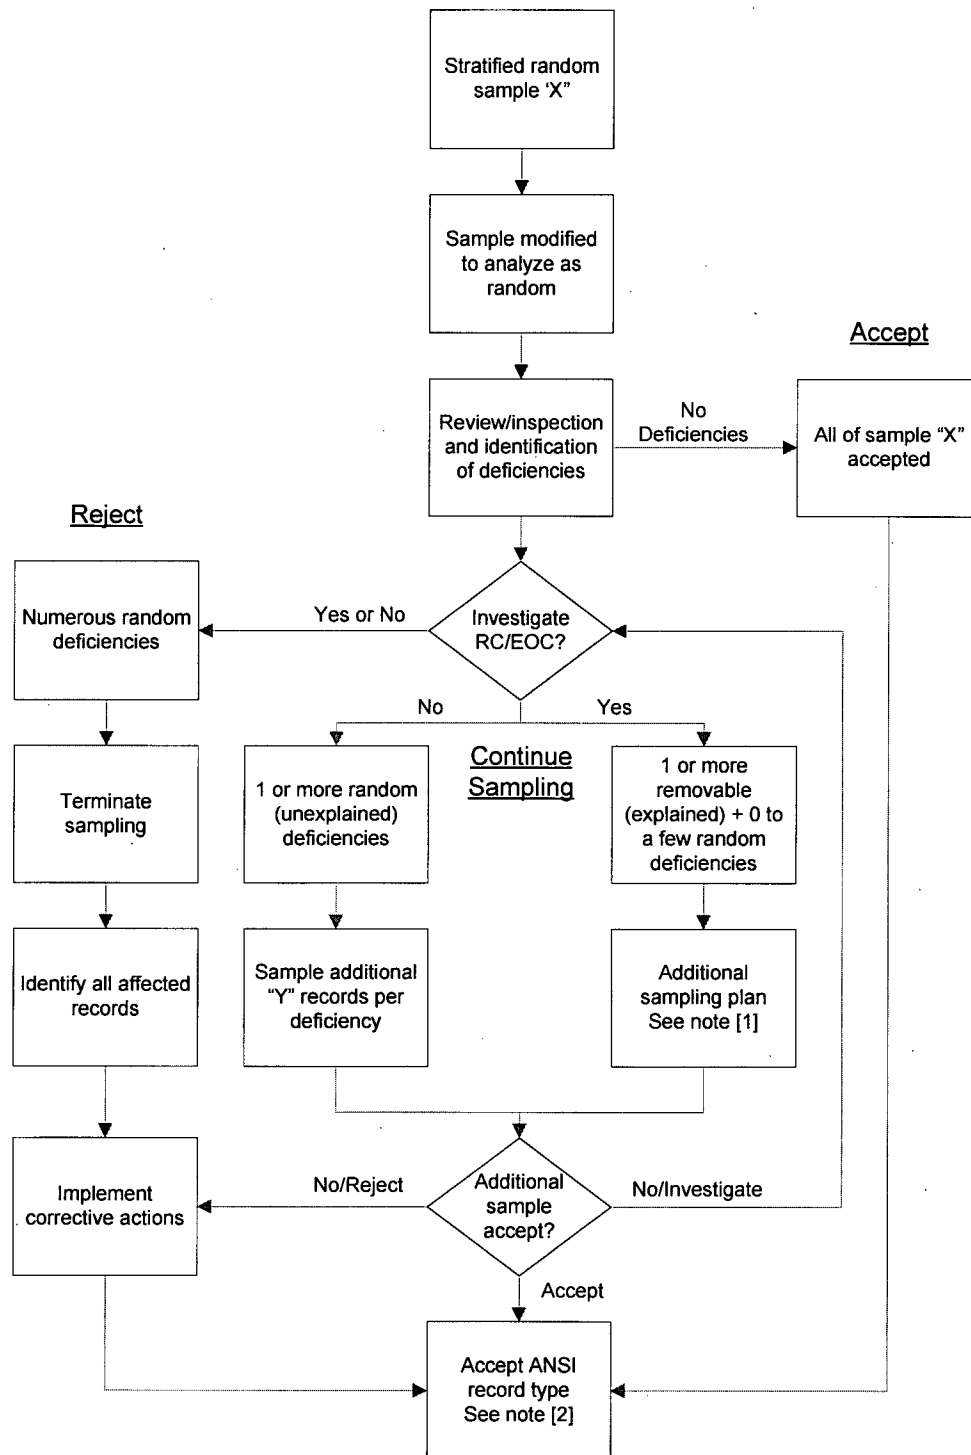 Stratified random
sample ‘X”
Sample modified
to analyze as
random
Accept
Review/inspection
and identification
of deficiencies
No
Deficiencies
All of sample “X”
accepted
Reject
Numerous random
deficiencies
Yes or No
Investigate
RC/EOC?
No
Yes
Continue
Sampling
Terminate
sampling
1 or more random
(unexplained)
deficiencies
1 or more
removable
(explained) + 0 to
a few random
deficiencies
Identify all affected
records
Sample additional
“Y” records per
deficiency
Additional
sampling plan
See note [1]
Implement
corrective actions
No/Reject
Additional
sample
accept?
No/Investigate
Accept
Accept ANSI
record type
See note [2]